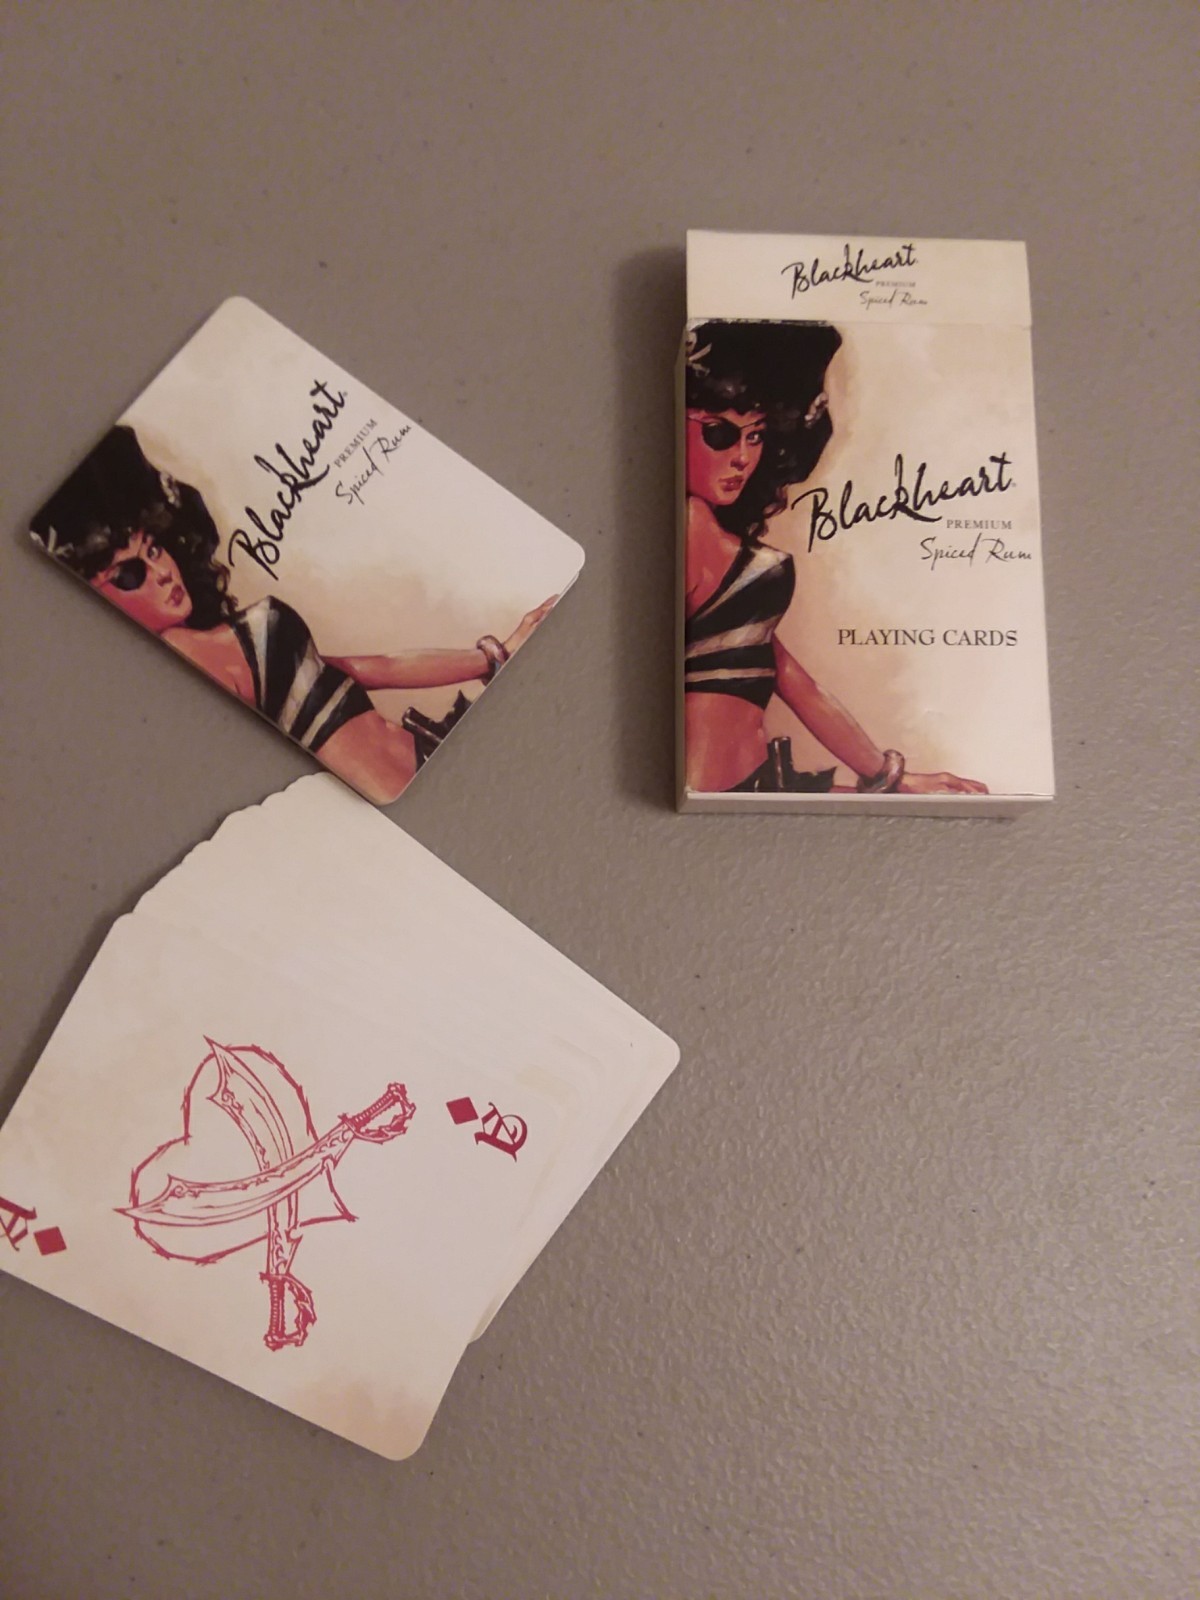 Blackheart
PREMIUM
Spiced Rum
Blackheart
PREMIUM
Spiced Rum
PLAYING CARDS
Blackheart
PREMIUM
Spiced Rum
A
A